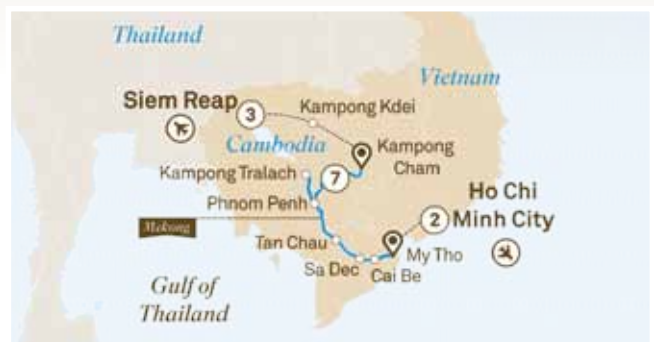 Thailand
Vietnam
Siem Reap
3
Kampong Kdei
Cambodia
Kampong
Cham
Kampong Tralach
7
Phnom Penh
Ho Chi
Minh City
2
Mekong
Tan Chau
My Tho
Sa Dec
Cai Be
Gulf of
Thailand